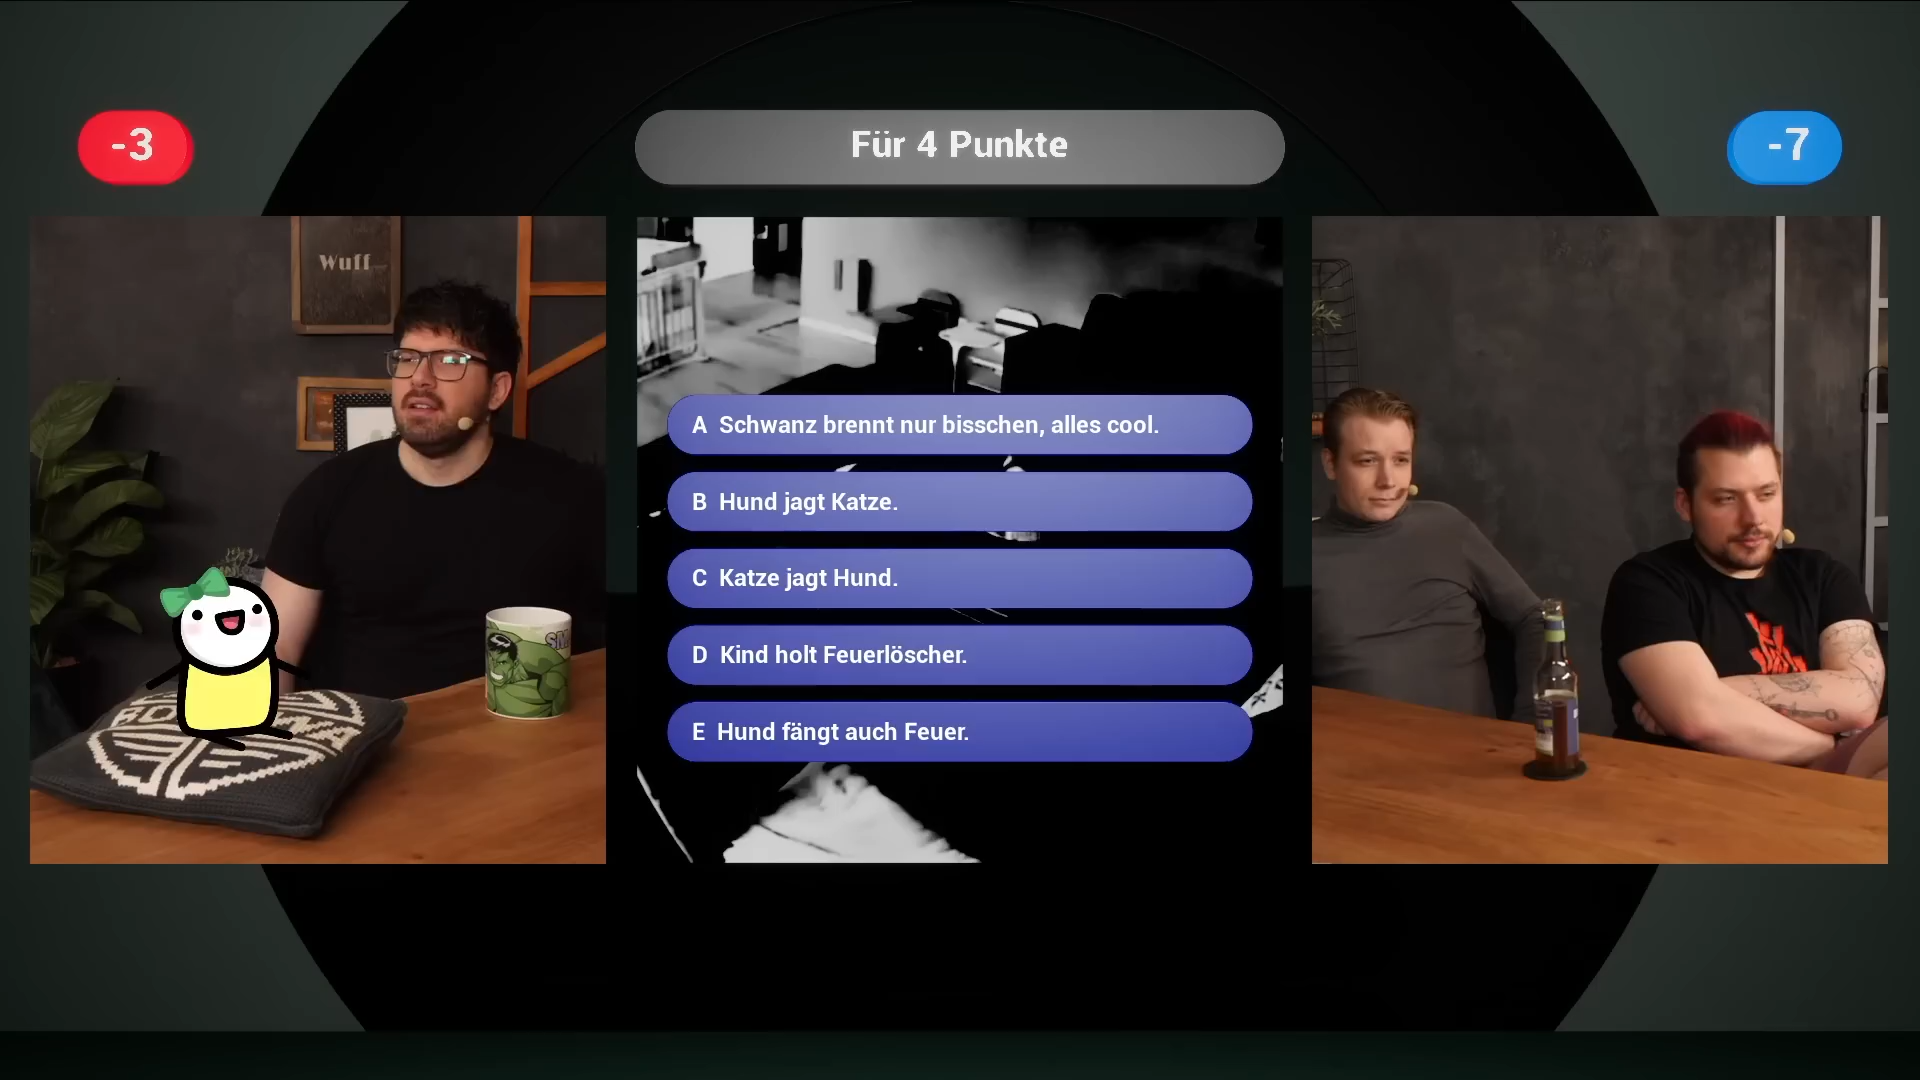 -3
Für 4 Punkte
-7
Wuff
A Schwanz brennt nur bisschen, alles cool.
B Hund jagt Katze.
C Katze jagt Hund.
D Kind holt Feuerlöscher.
E Hund fängt auch Feuer.